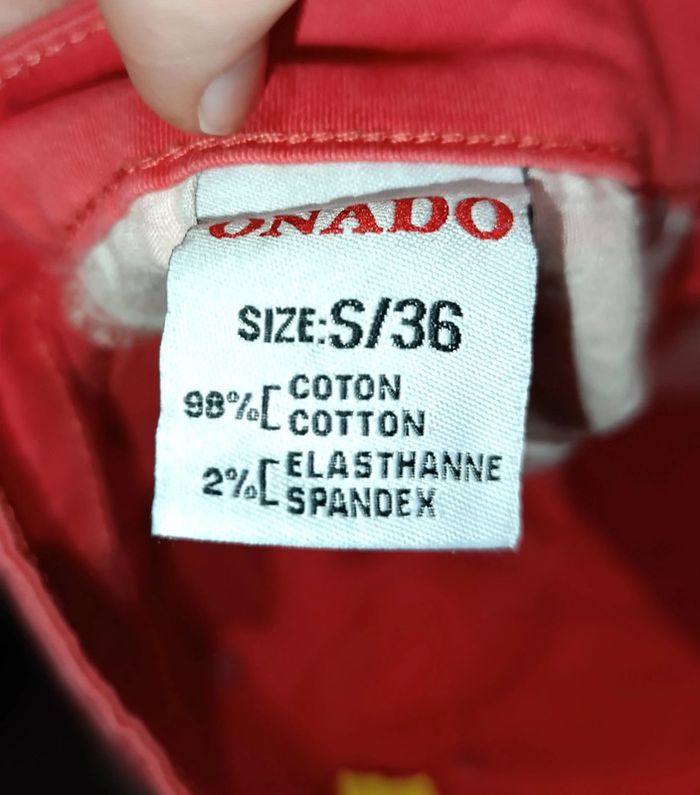 ONADO
SIZE:S/36
98% COTON
COTTON
2% ELASTHANNE
SPANDEX